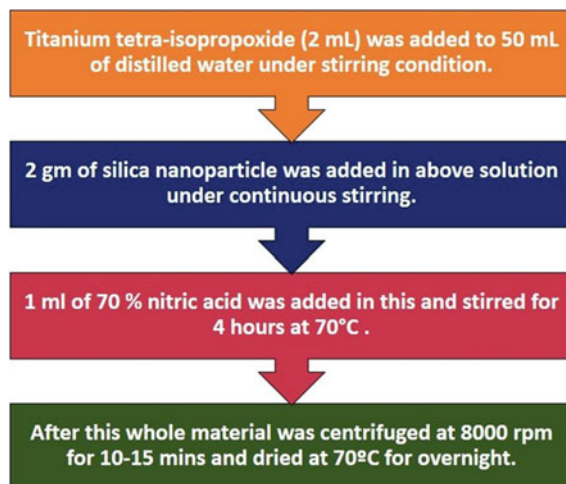 Titanium tetra-isopropoxide (2 mL) was added to 50 mL
of distilled water under stirring condition.
2 gm of silica nanoparticle was added in above solution
under continuous stirring.
1 ml of 70 % nitric acid was added in this and stirred for
4 hours at 70°C .
After this whole material was centrifuged at 8000 rpm
for 10-15 mins and dried at 70ºC for overnight.